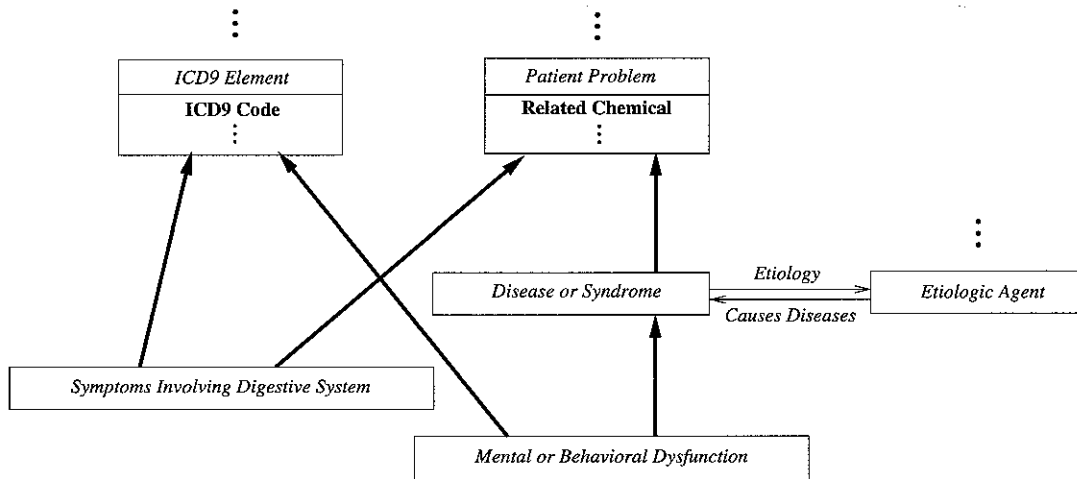 ICD9 Element
ICD9 Code
Patient Problem
Related Chemical
Disease or Syndrome
Etiology
Causes Diseases
Etiologic Agent
Symptoms Involving Digestive System
Mental or Behavioral Dysfunction